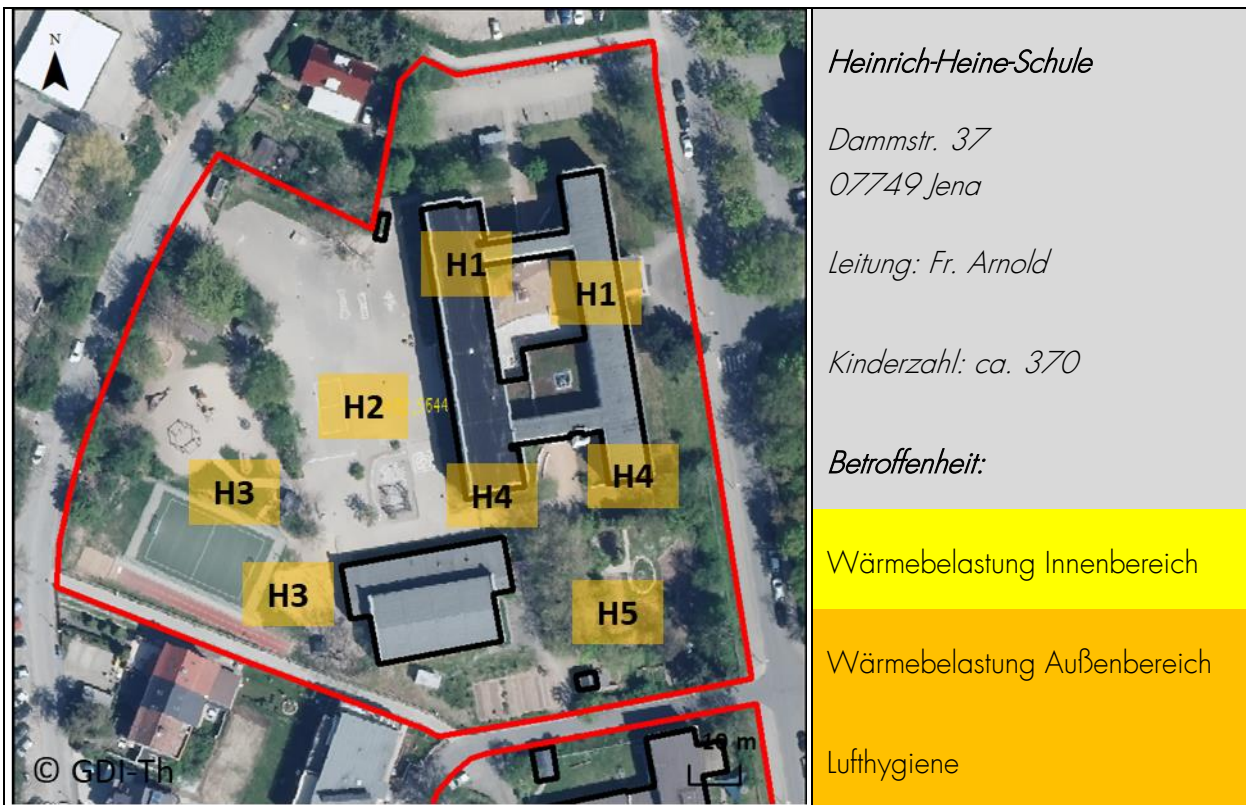 N
H1
H1
H2
644
H3
H4
H4
H3
H5
10 m
© GDI-Th
Heinrich-Heine-Schule
Dammstr. 37
07749 Jena
Leitung: Fr. Arnold
Kinderzahl: ca. 370
Betroffenheit:
Wärmebelastung Innenbereich
Wärmebelastung Außenbereich
Lufthygiene